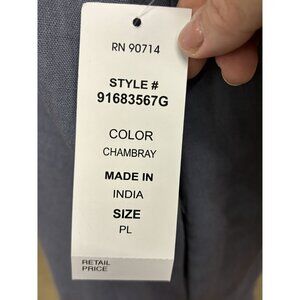 RN 90714
STYLE #
91683567G
COLOR
CHAMBRAY
MADE IN
INDIA
SIZE
PL
RETAIL
PRICE